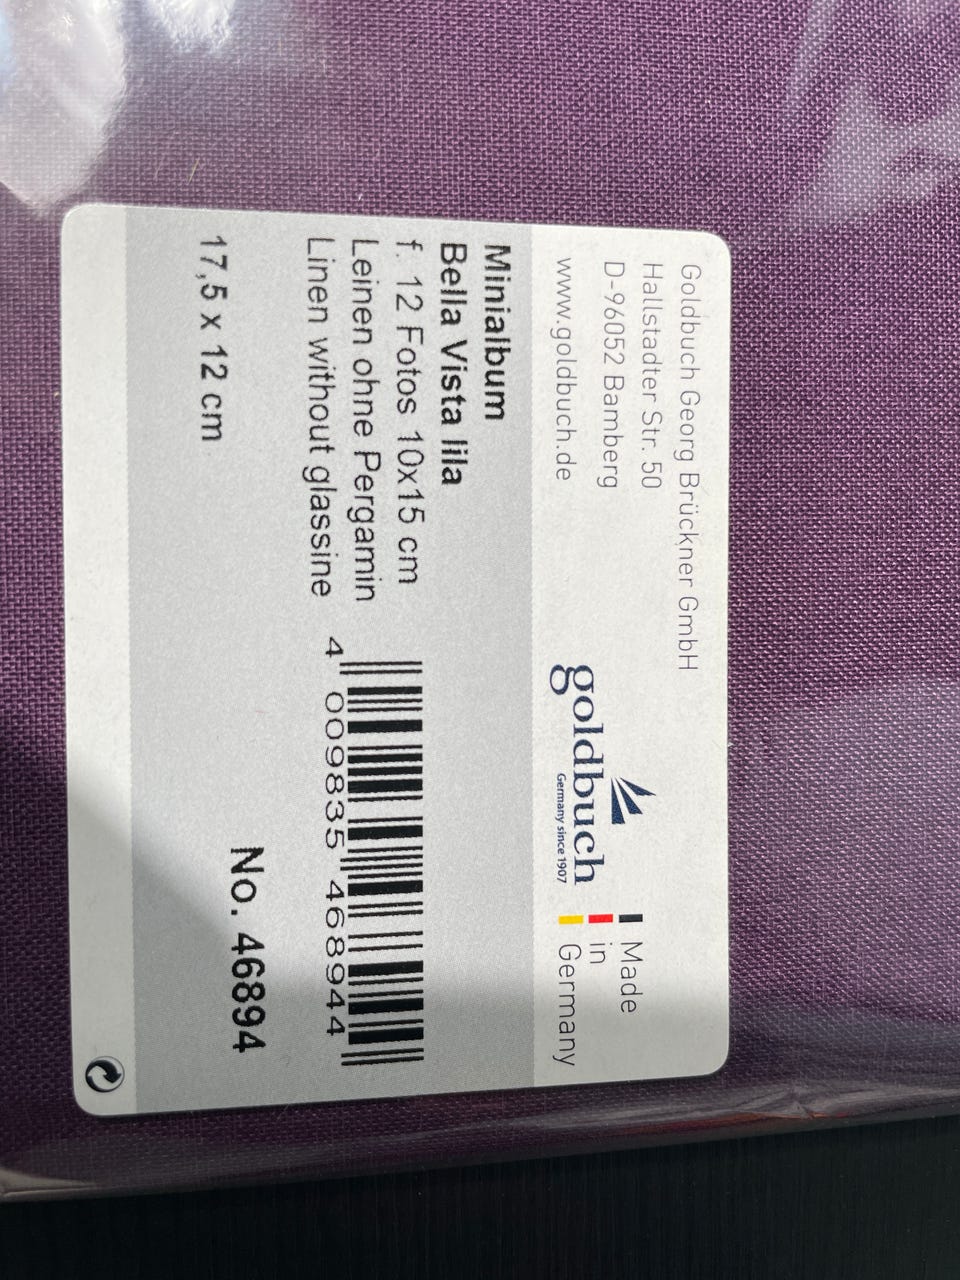 Goldbuch Georg Brückner GmbH
Hallstadter Str. 50
D-96052 Bamberg
www.goldbuch.de
goldbuch
Germany since 1907
Made
in
Germany
Minialbum
Bella Vista lila
f. 12 Fotos 10x15 cm
Leinen ohne Pergamin
Linen without glassine
4 009835 468944
17,5 x 12 cm
No. 46894